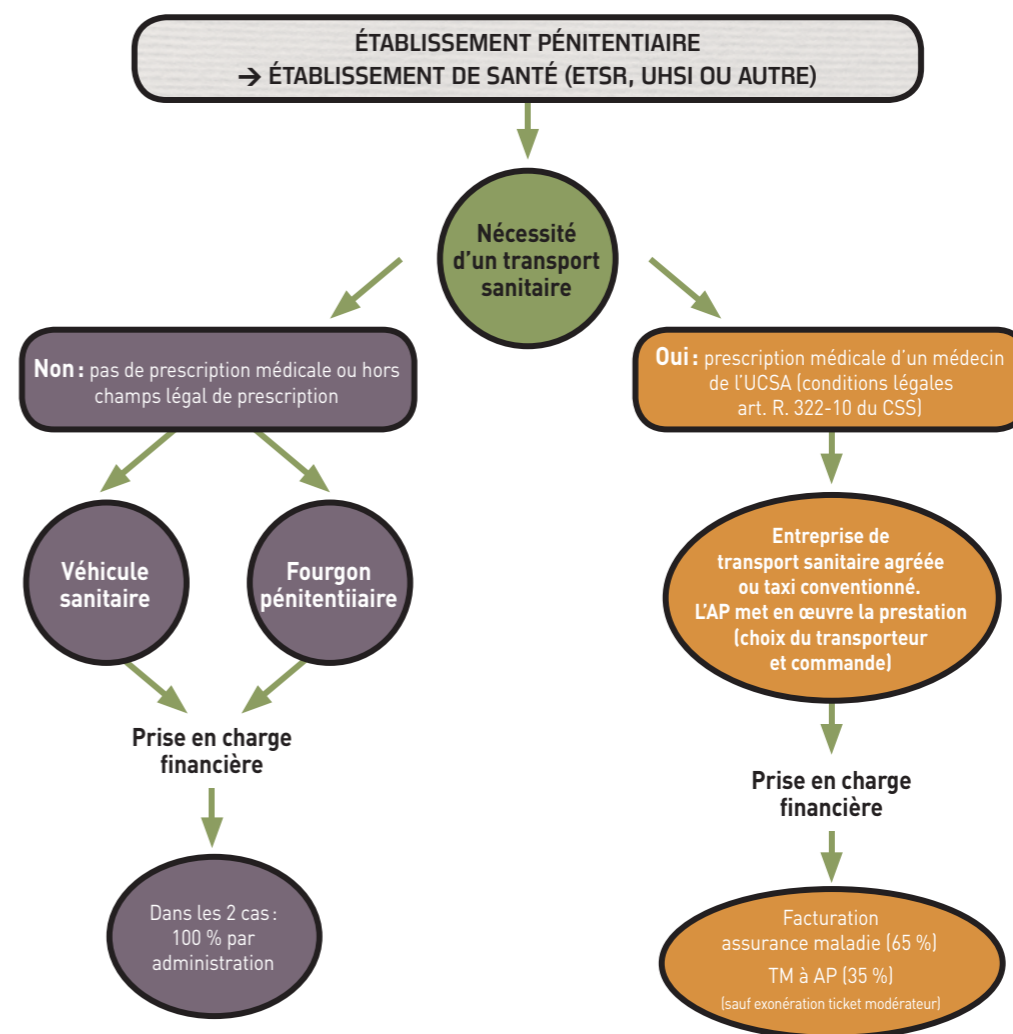 ÉTABLISSEMENT PÉNITENTIAIRE
→ ÉTABLISSEMENT DE SANTÉ (ETSR, UHSI OU AUTRE)
Nécessité
d'un transport
sanitaire
Non : pas de prescription médicale ou hors
champs légal de prescription
Véhicule
sanitaire
Fourgon
pénitentiiaire
Prise en charge
financière
Dans les 2 cas :
100 % par
administration
Oui : prescription médicale d'un médecin
de l'UCSA (conditions légales
art. R. 322-10 du CSS)
Entreprise de
transport sanitaire agréée
ou taxi conventionné.
L'AP met en œuvre la prestation
(choix du transporteur
et commande)
Prise en charge
financière
Facturation
assurance maladie (65 %)
TM à AP (35 %)
(sauf exonération ticket modérateur)